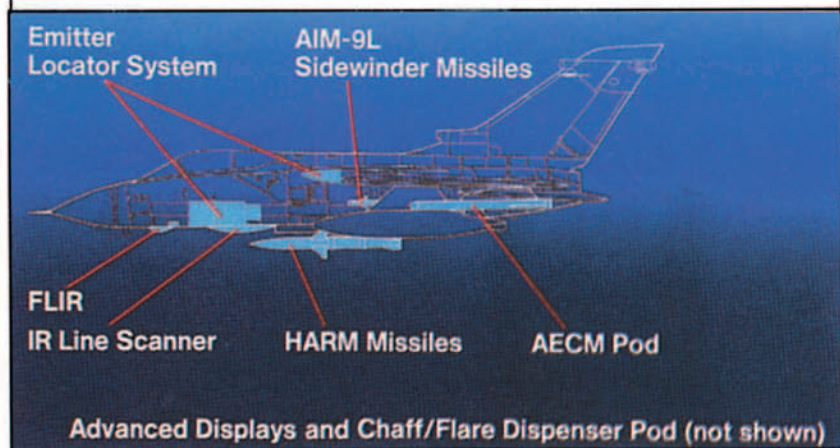 Emitter
Locator System
AIM-9L
Sidewinder Missiles
FLIR
IR Line Scanner
HARM Missiles
AECM Pod
Advanced Displays and Chaff/Flare Dispenser Pod (not shown)